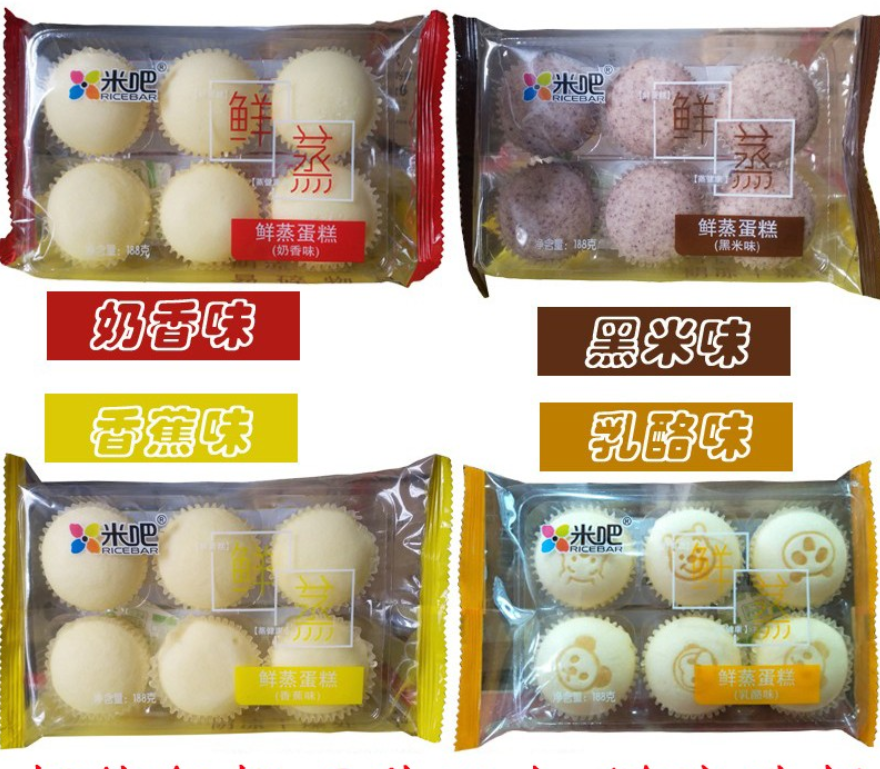 米吧®
RICEBAR
鲜
蒸
鲜蒸蛋糕
(奶香味)
净含量：188克
米吧®
RICEBAR
鲜
蒸
鲜蒸蛋糕
(黑米味)
净含量：188克
奶香味
黑米味
香蕉味
乳酪味
米吧®
RICEBAR
鲜
蒸
鲜蒸蛋糕
(香蕉味)
净含量：188克
米吧®
RICEBAR
鲜
蒸
鲜蒸蛋糕
(乳酪味)
净含量：188克